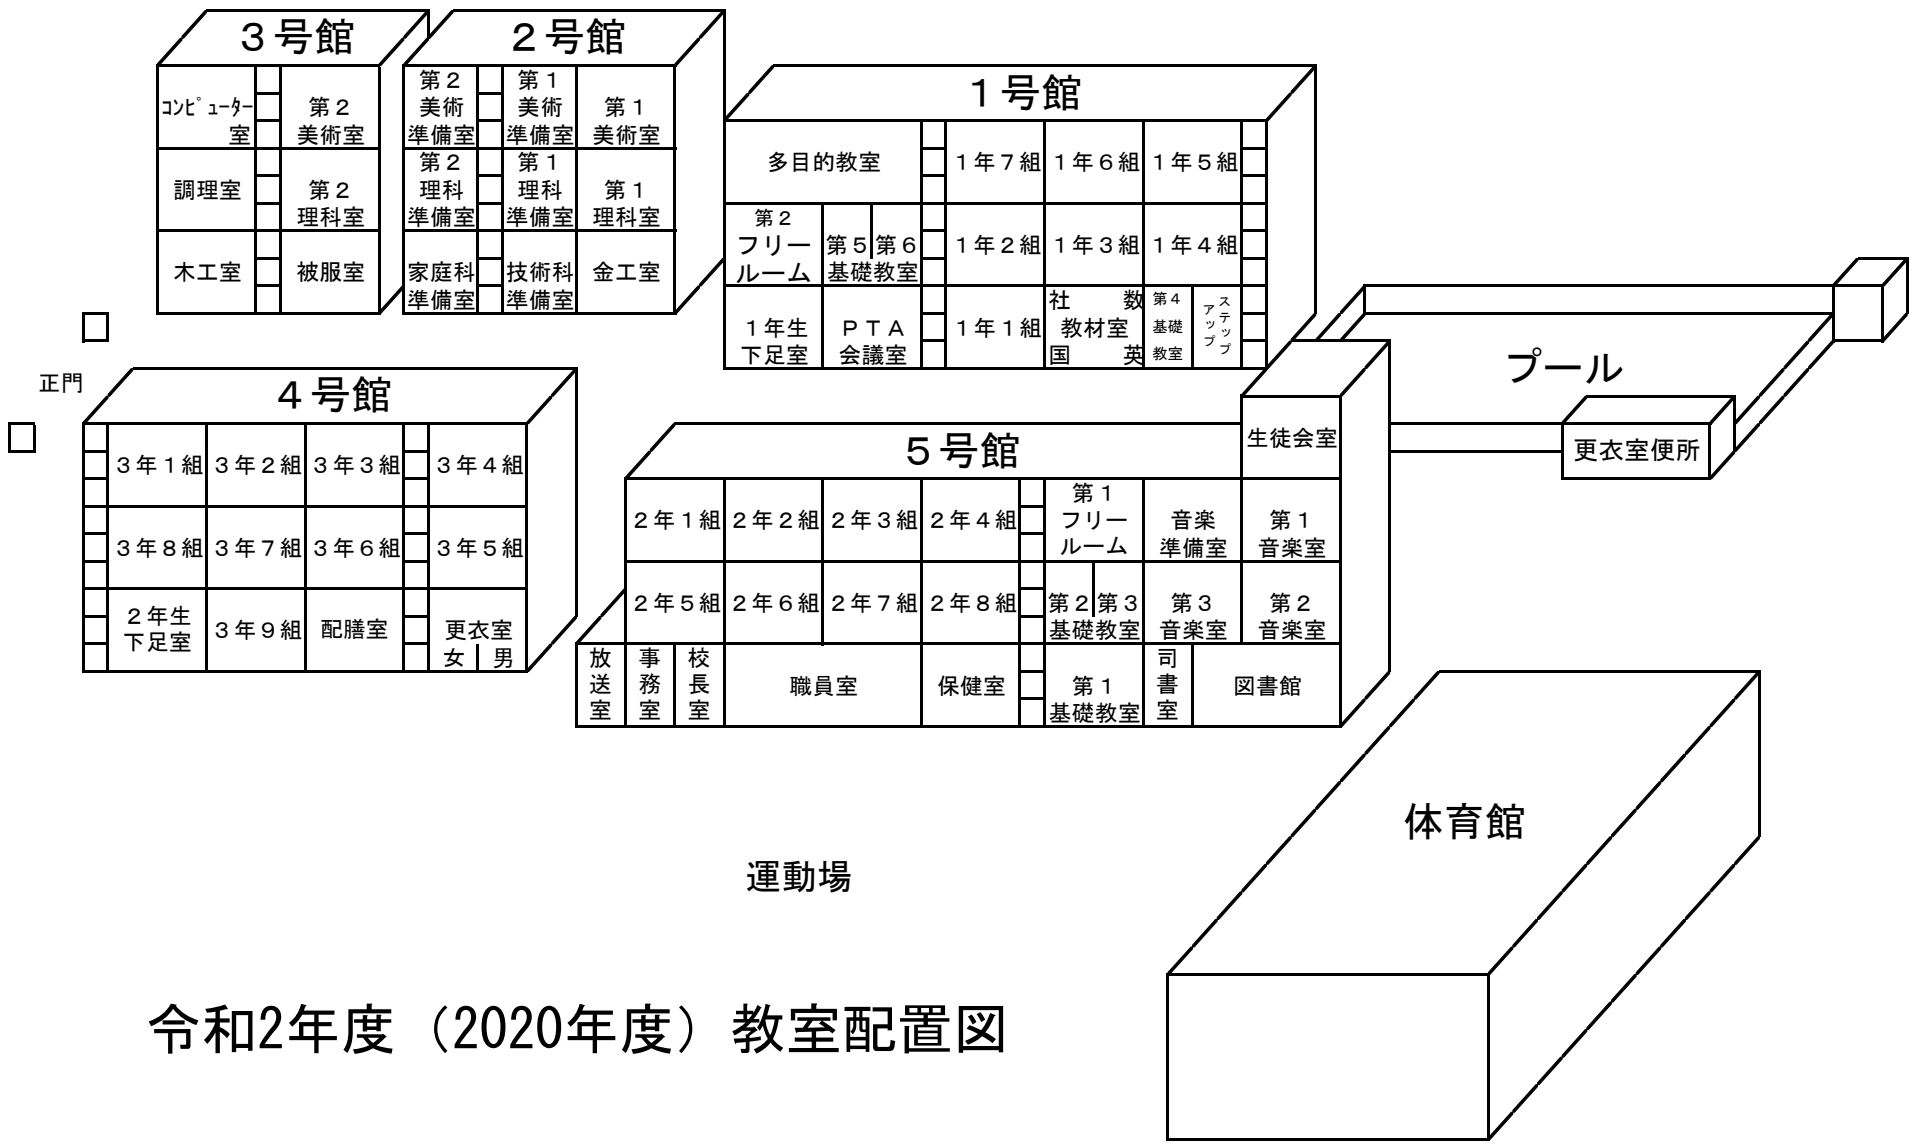 ３号館
コンピューター
室
第２
美術室
調理室
第２
理科室
木工室
被服室
２号館
第２
美術
準備室
第１
美術
準備室
第１
美術室
第２
理科
準備室
第１
理科
準備室
第１
理科室
家庭科
準備室
技術科
準備室
金工室
１号館
多目的教室
１年７組
１年６組
１年５組
第２
フリー
ルーム
第５
第６
基礎教室
１年２組
１年３組
１年４組
１年生
下足室
ＰＴＡ
会議室
１年１組
社 数
教材室
国 英
第４
基礎
教室
ステップ
アップ
プール
更衣室便所
正門
４号館
３年１組
３年２組
３年３組
３年４組
３年８組
３年７組
３年６組
３年５組
２年生
下足室
３年９組
配膳室
更衣室
女
男
５号館
生徒会室
２年１組
２年２組
２年３組
２年４組
第１
フリー
ルーム
音楽
準備室
第１
音楽室
２年５組
２年６組
２年７組
２年８組
第２
第３
基礎教室
第３
音楽室
第２
音楽室
放送室
事務室
校長室
職員室
保健室
第１
基礎教室
司書室
図書館
体育館
運動場
令和2年度（2020年度）教室配置図